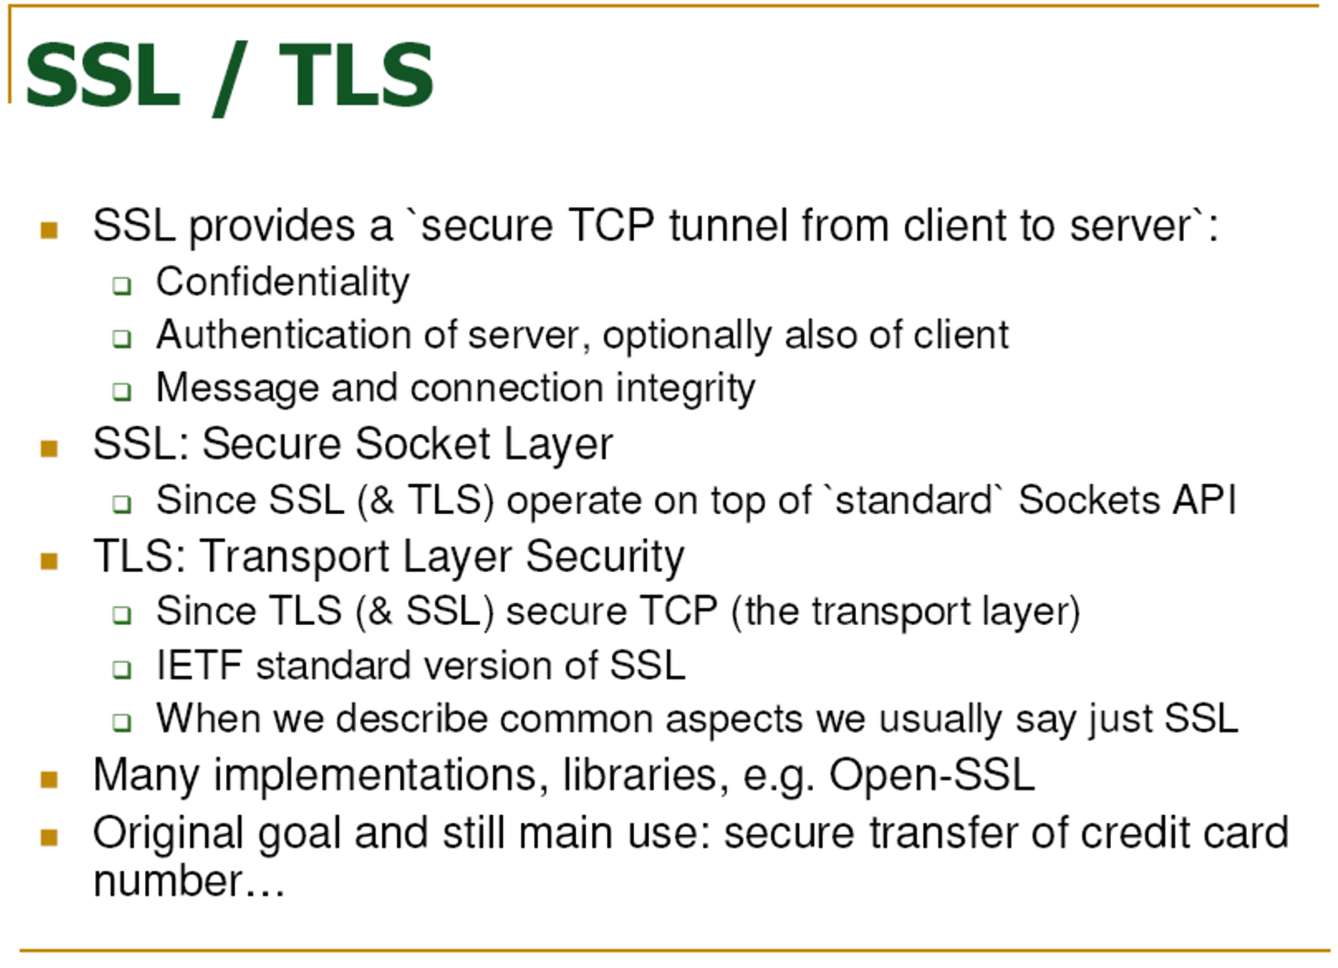 SSL / TLS
SSL provides a `secure TCP tunnel from client to server`:
Confidentiality
Authentication of server, optionally also of client
Message and connection integrity
SSL: Secure Socket Layer
Since SSL (& TLS) operate on top of `standard` Sockets API
TLS: Transport Layer Security
Since TLS (& SSL) secure TCP (the transport layer)
IETF standard version of SSL
When we describe common aspects we usually say just SSL
Many implementations, libraries, e.g. Open-SSL
Original goal and still main use: secure transfer of credit card
number…